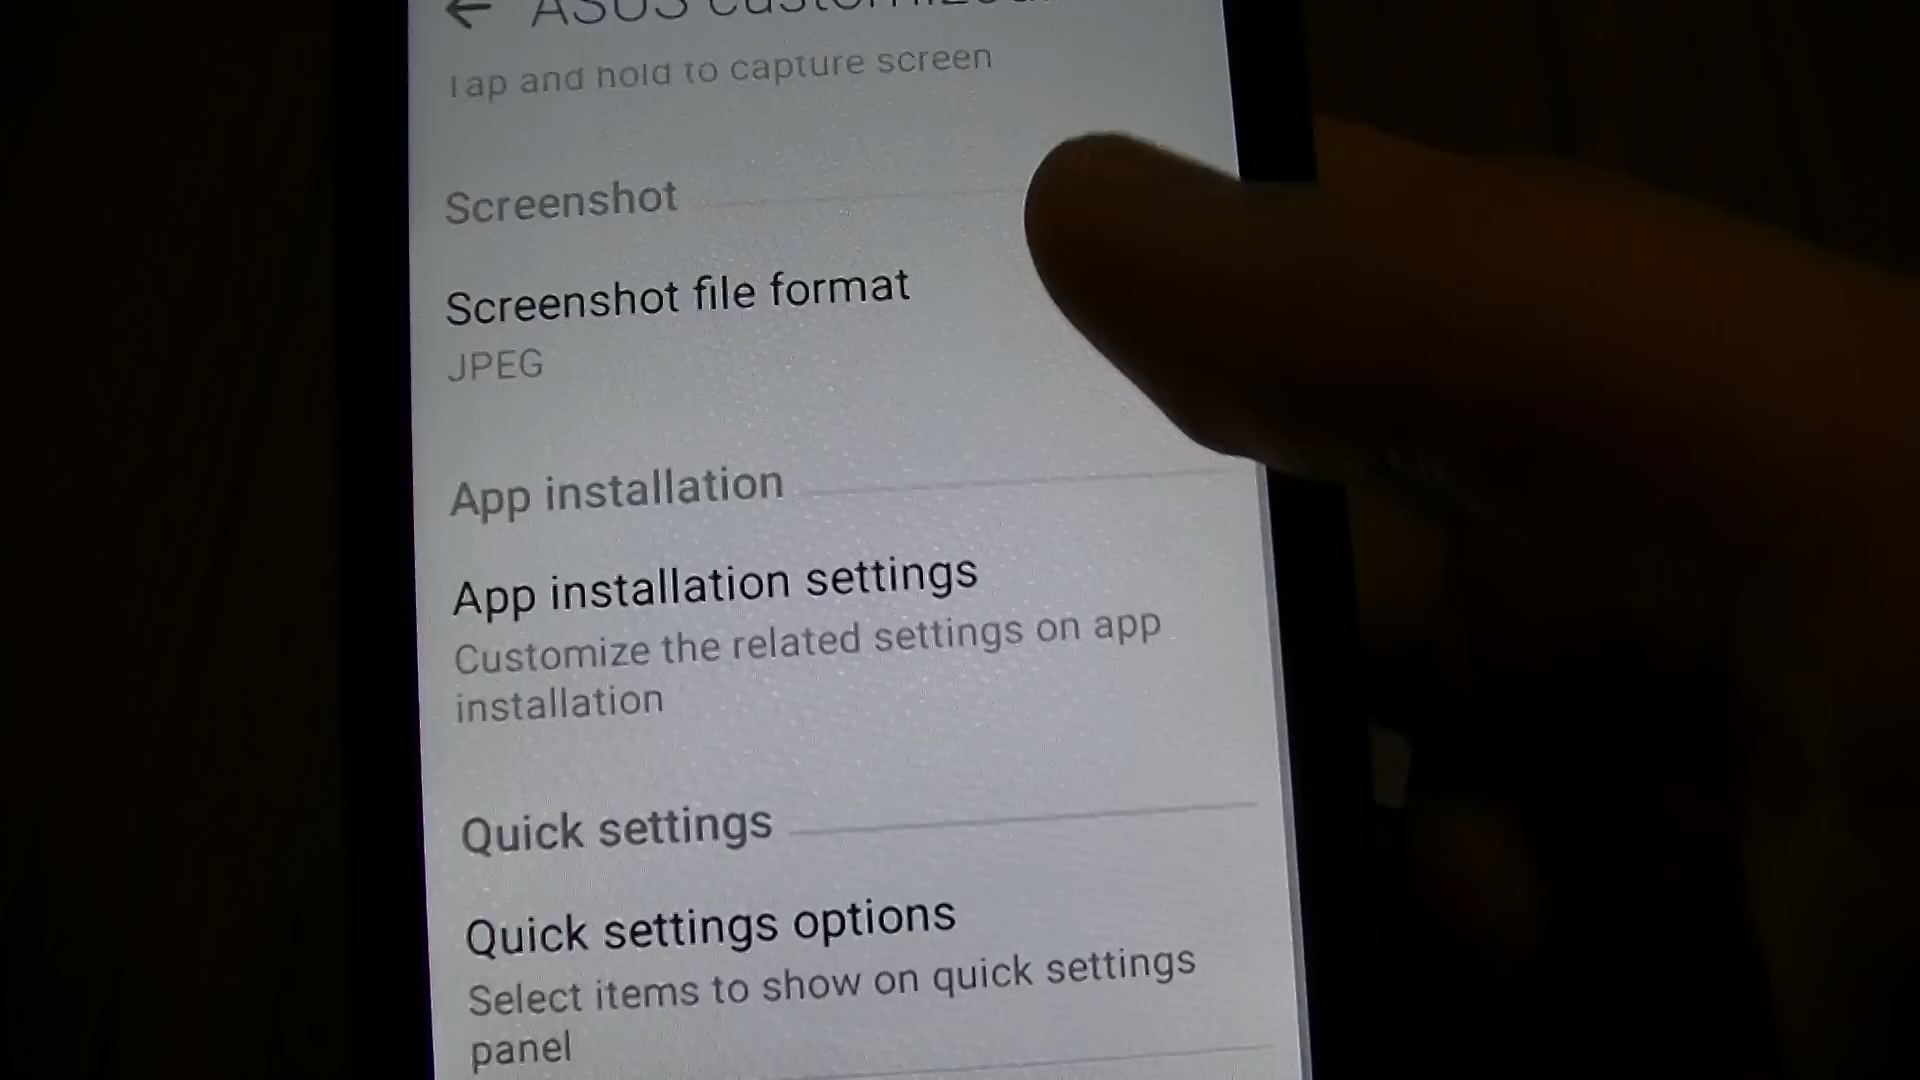 ASUS
Tap and hold to capture screen
Screenshot
Screenshot file format
JPEG
App installation
App installation settings
Customize the related settings on app
installation
Quick settings
Quick settings options
Select items to show on quick settings
panel